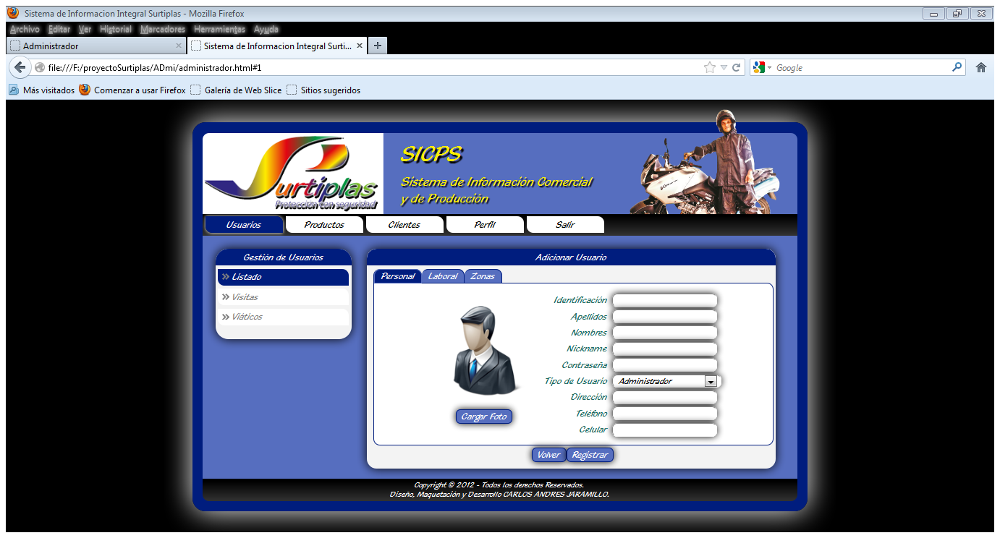 Sistema de Informacion Integral Surtiplas - Mozilla Firefox
Archivo Editar Ver Historial Marcadores Herramientas Ayuda
Administrador
Sistema de Informacion Integral Surti...
file:///F:/proyectoSurtiplas/ADmi/administrador.html#1
Google
Más visitados Comenzar a usar Firefox Galería de Web Slice Sitios sugeridos
Surtiplas
Protección con seguridad
SICPS
Sistema de Información Comercial
y de Producción
Usuarios Productos Clientes Perfil Salir
Gestión de Usuarios
Listado
Visitas
Viáticos
Adicionar Usuario
Personal Laboral Zonas
Identificación
Apellidos
Nombres
Nickname
Contraseña
Tipo de Usuario Administrador
Dirección
Teléfono
Celular
Cargar Foto
Volver Registrar
Copyright © 2012 - Todos los derechos Reservados.
Diseño, Maquetación y Desarrollo CARLOS ANDRES JARAMILLO.